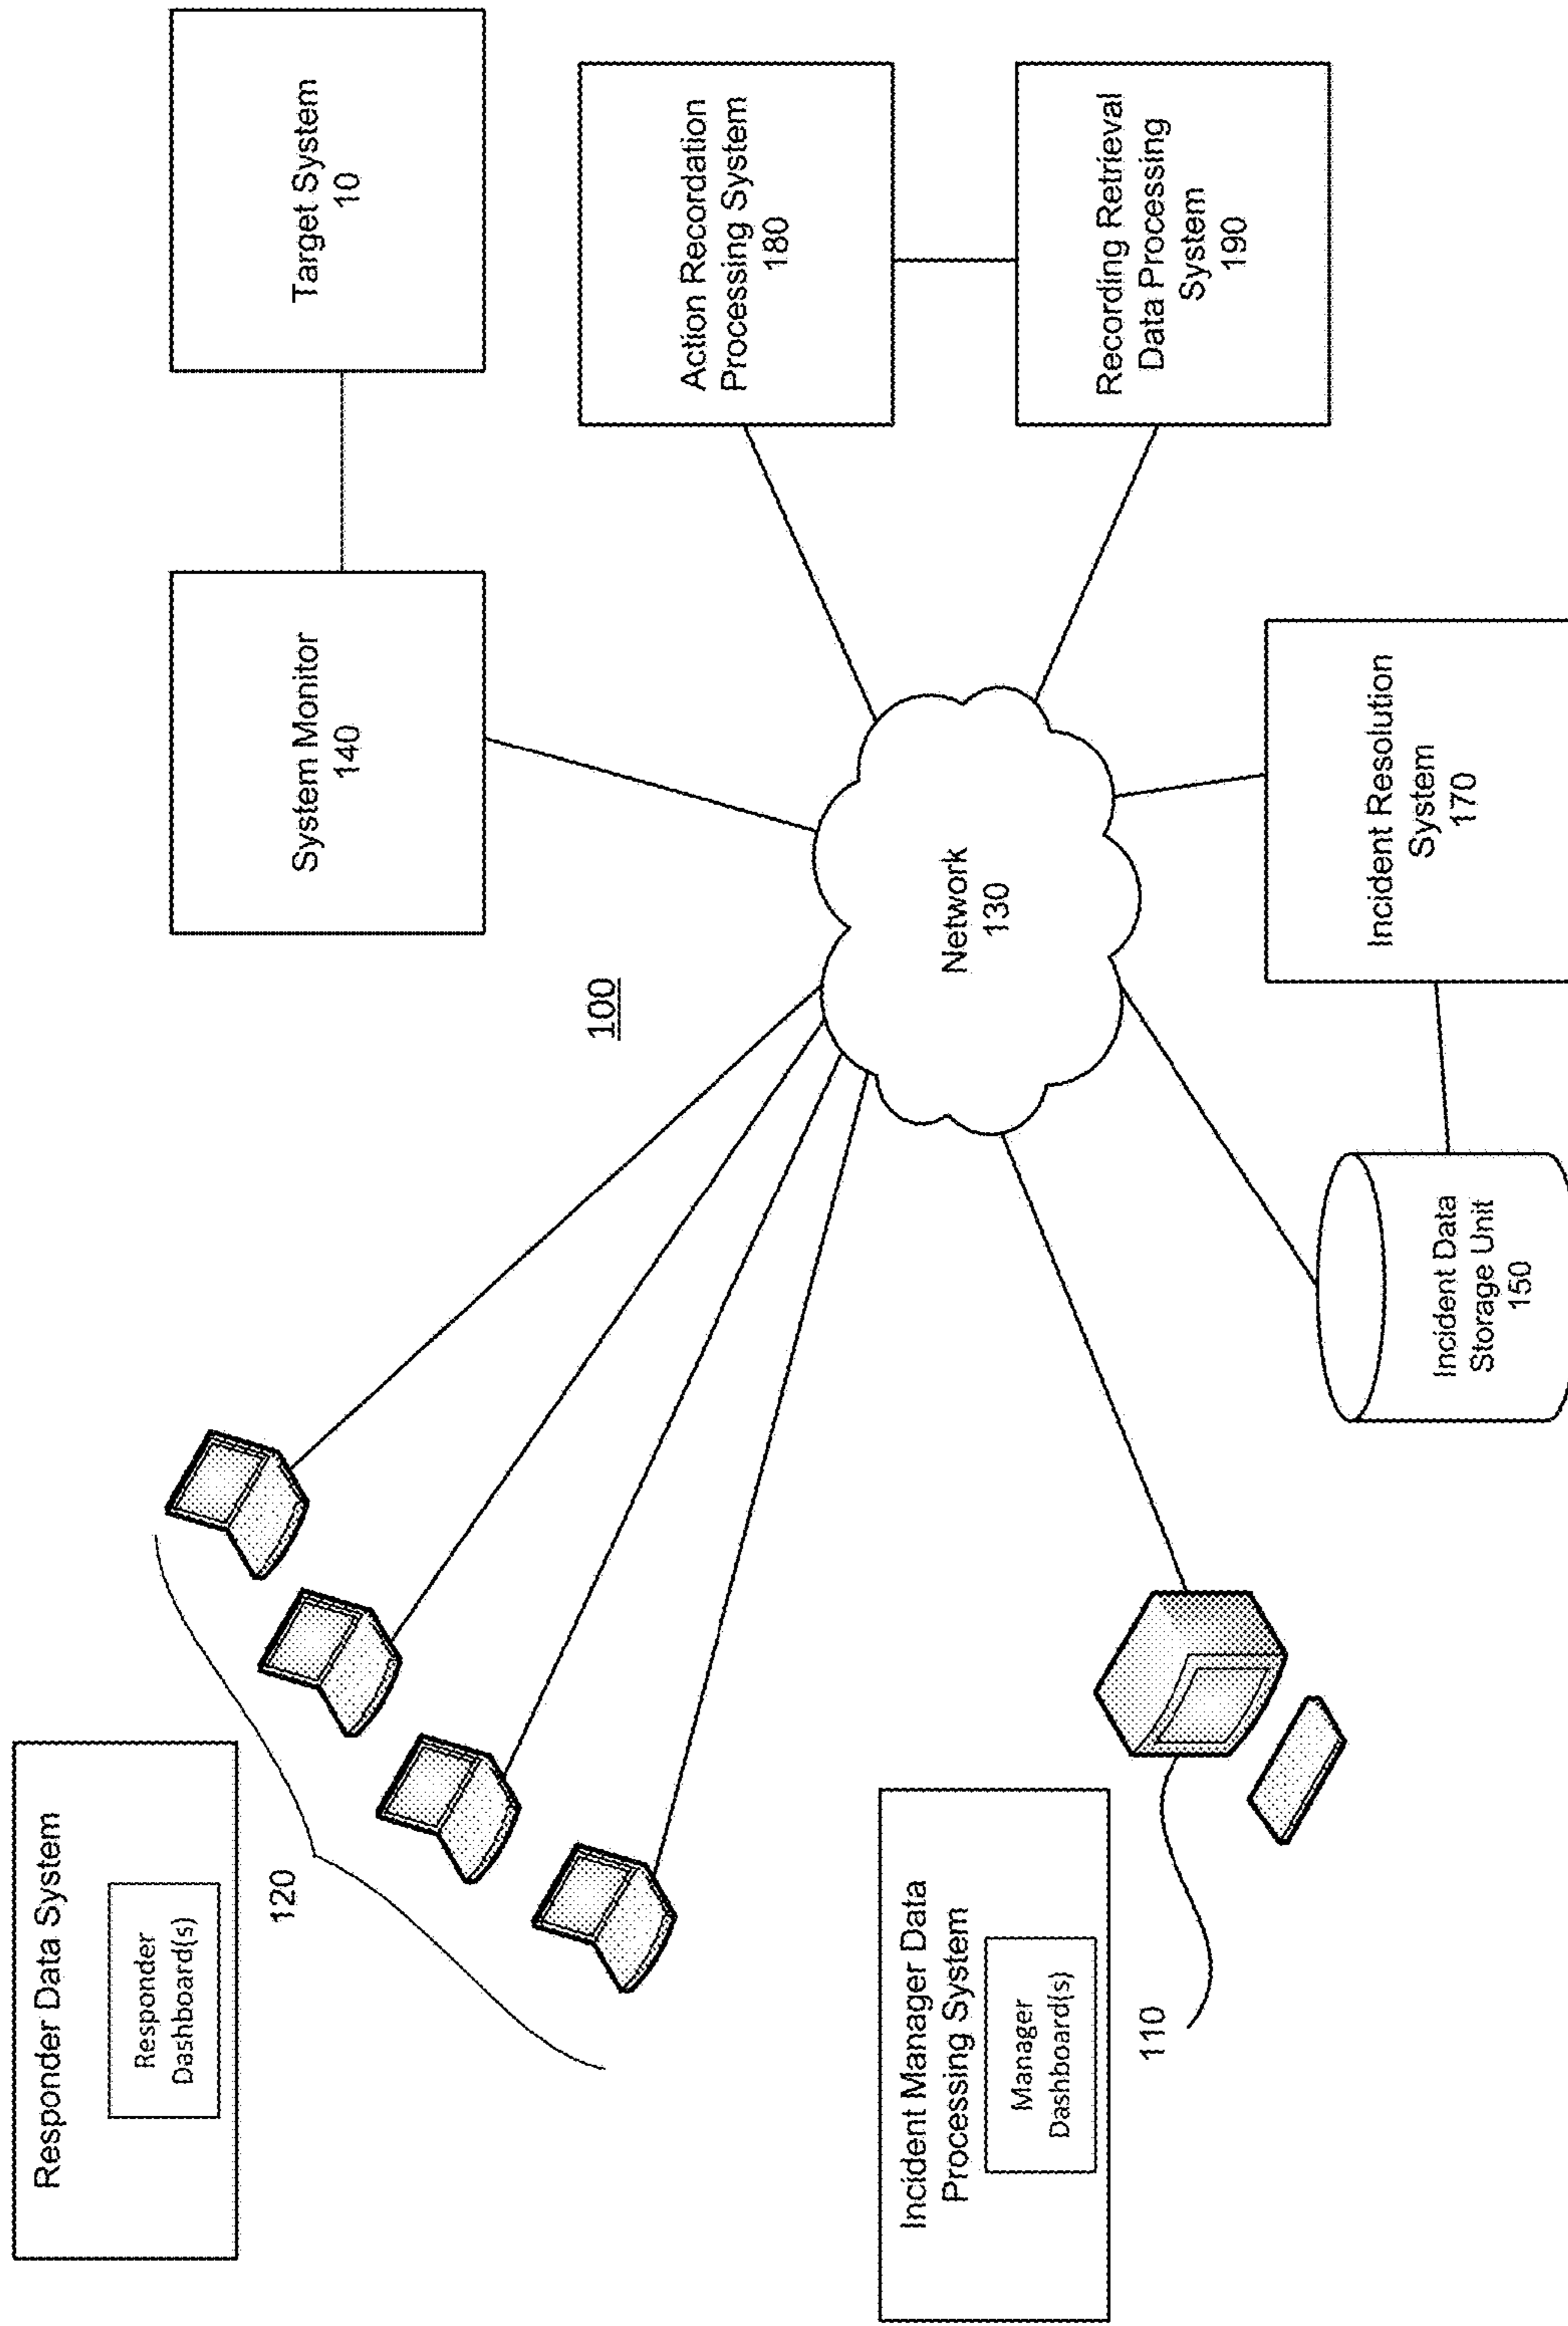 Responder Data System
Responder
Dashboard(s)
120
Incident Manager Data
Processing System
Manager
Dashboard(s)
110
100
System Monitor
140
Target System
10
Network
130
Action Recordation
Processing System
180
Recording Retrieval
Data Processing
System
190
Incident Resolution
System
170
Incident Data
Storage Unit
150